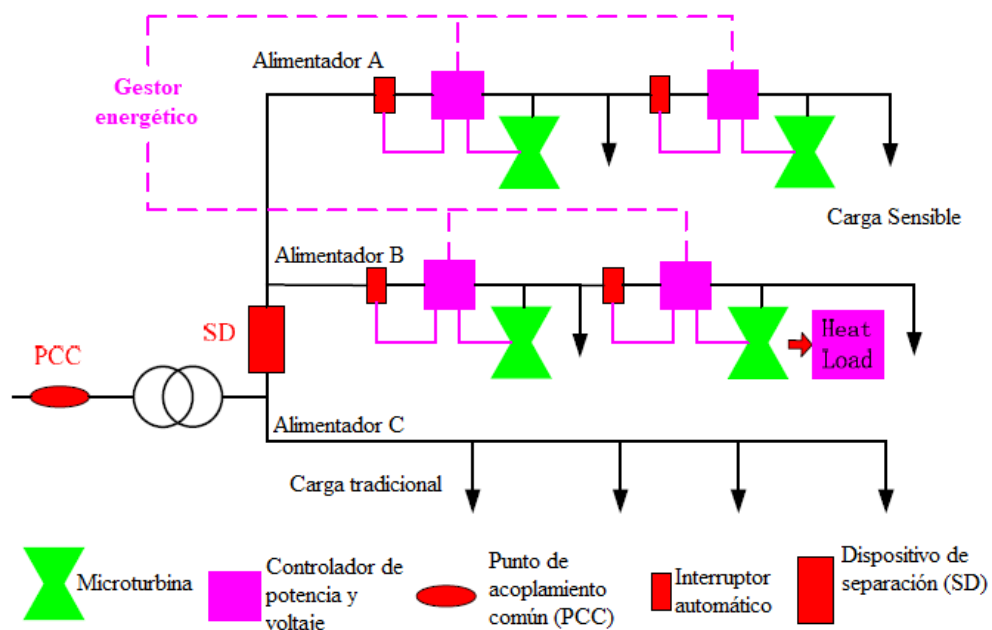 Alimentador A
Gestor
energético
Carga Sensible
Alimentador B
SD
PCC
Heat
Load
Alimentador C
Carga tradicional
Microturbina
Controlador de
potencia y
voltaje
Punto de
acoplamiento
común (PCC)
Interruptor
automático
Dispositivo de
separación (SD)